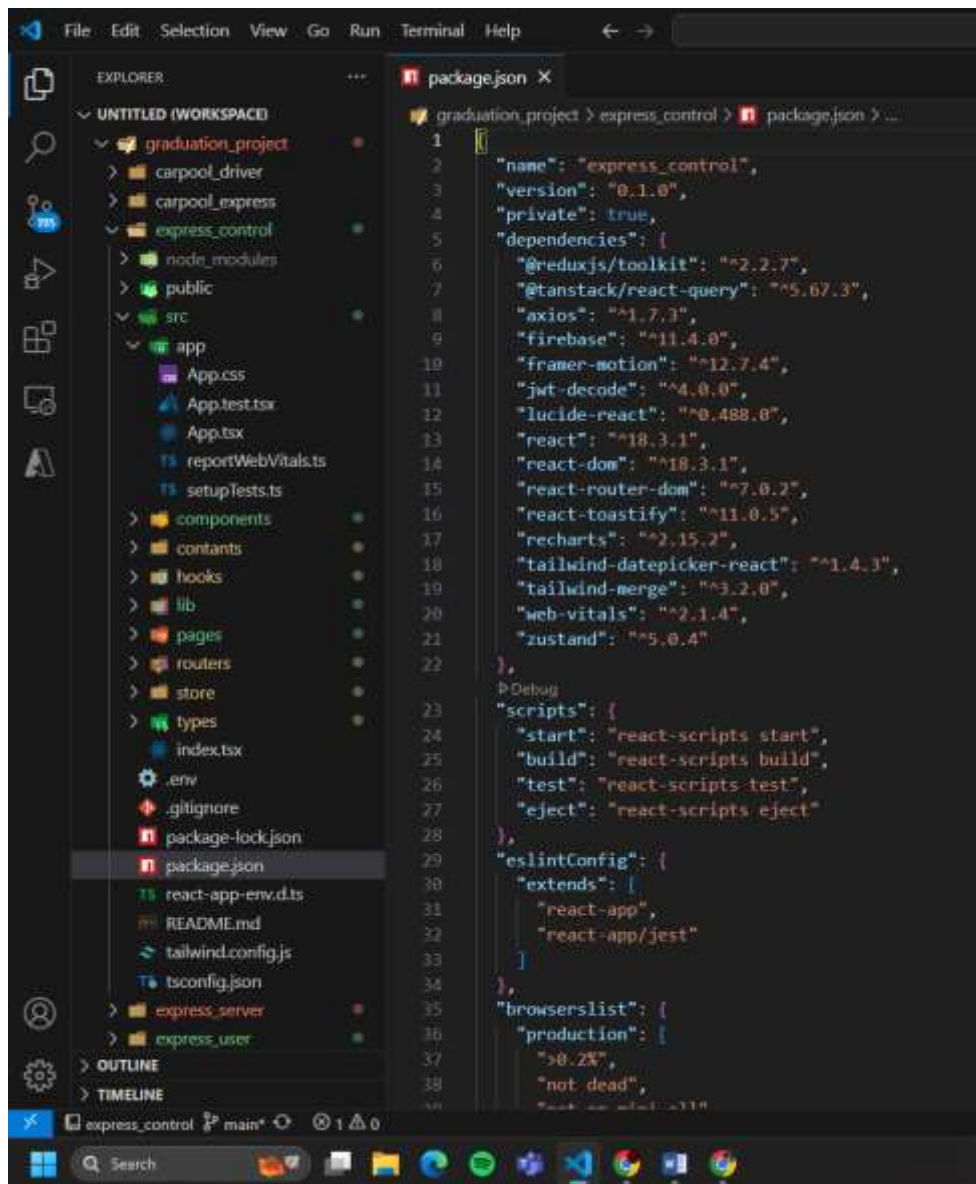 File Edit Selection View Go Run Terminal Help
EXPLORER
UNTITLED (WORKSPACE)
graduation_project
carpool_driver
carpool_express
express_control
node_modules
public
src
app
App.css
App.test.tsx
App.tsx
TS reportWebVitals.ts
TS setupTests.ts
components
contants
hooks
lib
pages
routers
store
types
index.tsx
.env
.gitignore
package-lock.json
package.json
TS react-app-env.d.ts
README.md
tailwind.config.js
tsconfig.json
express_server
express_user
OUTLINE
TIMELINE
package.json
graduation_project > express_control > package.json > ...
1 {
2 "name": "express_control",
3 "version": "0.1.0",
4 "private": true,
5 "dependencies": {
6 "@reduxjs/toolkit": "^2.2.7",
7 "@tanstack/react-query": "^5.67.3",
8 "axios": "^1.7.3",
9 "firebase": "^11.4.0",
10 "framer-motion": "^12.7.4",
11 "jwt-decode": "^4.0.0",
12 "lucide-react": "^0.488.0",
13 "react": "^18.3.1",
14 "react-dom": "^18.3.1",
15 "react-router-dom": "^7.0.2",
16 "react-toastify": "^11.0.5",
17 "recharts": "^2.15.2",
18 "tailwind-datepicker-react": "^1.4.3",
19 "tailwind-merge": "^3.2.0",
20 "web-vitals": "^2.1.4",
21 "zustand": "^5.0.4"
22 },
Debug
23 "scripts": {
24 "start": "react-scripts start",
25 "build": "react-scripts build",
26 "test": "react-scripts test",
27 "eject": "react-scripts eject"
28 },
29 "eslintConfig": {
30 "extends": [
31 "react-app",
32 "react-app/jest"
33 ]
34 },
35 "browserslist": {
36 "production": [
37 ">0.2%",
38 "not dead",
express_control main* 1 0
Search